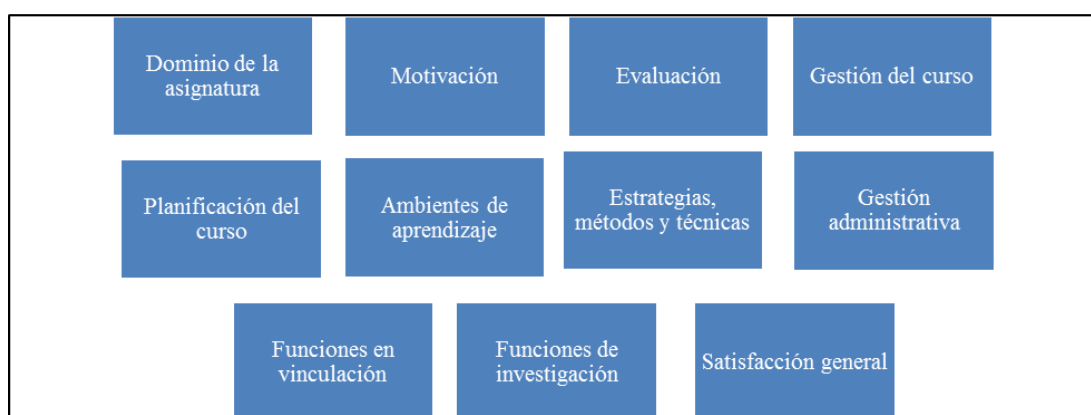 Dominio de la
asignatura
Motivación
Evaluación
Gestión del curso
Planificación del
curso
Ambientes de
aprendizaje
Estrategias,
métodos y técnicas
Gestión
administrativa
Funciones en
vinculación
Funciones de
investigación
Satisfacción general